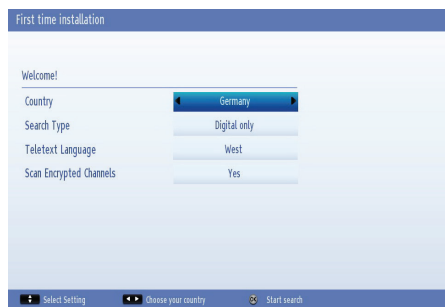 First time installation
Welcome!
Country Germany
Search Type Digital only
Teletext Language West
Scan Encrypted Channels Yes
Select Setting Choose your country OK Start search